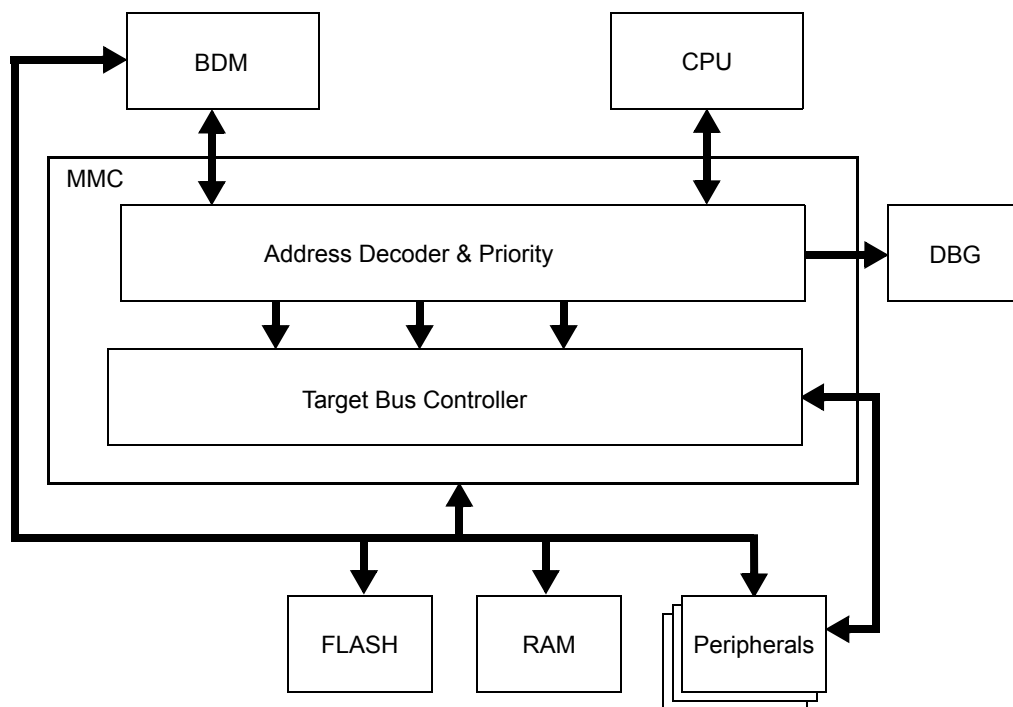 BDM
CPU
MMC
Address Decoder & Priority
DBG
Target Bus Controller
FLASH
RAM
Peripherals